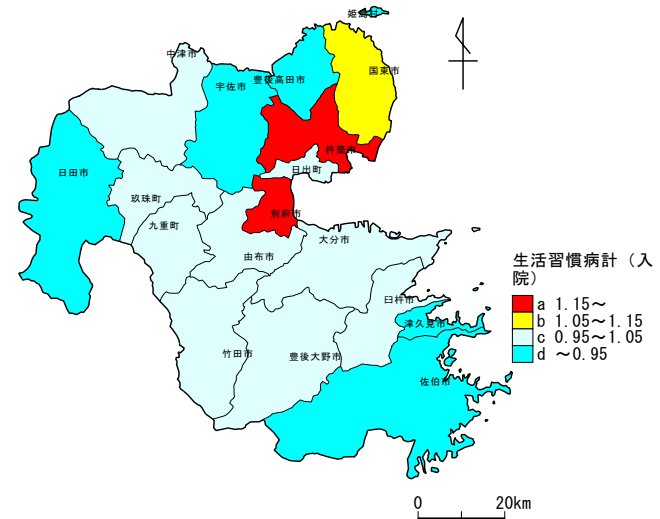 姫島
中津市
宇佐市
豊後高田市
国東市
杵築市
日田市
日出町
玖珠町
別府市
九重町
大分市
由布市
生活習慣病計（入
院）
a 1.15～
b 1.05～1.15
c 0.95～1.05
d ～0.95
臼杵市
津久見市
竹田市
豊後大野市
佐伯市
0 20km